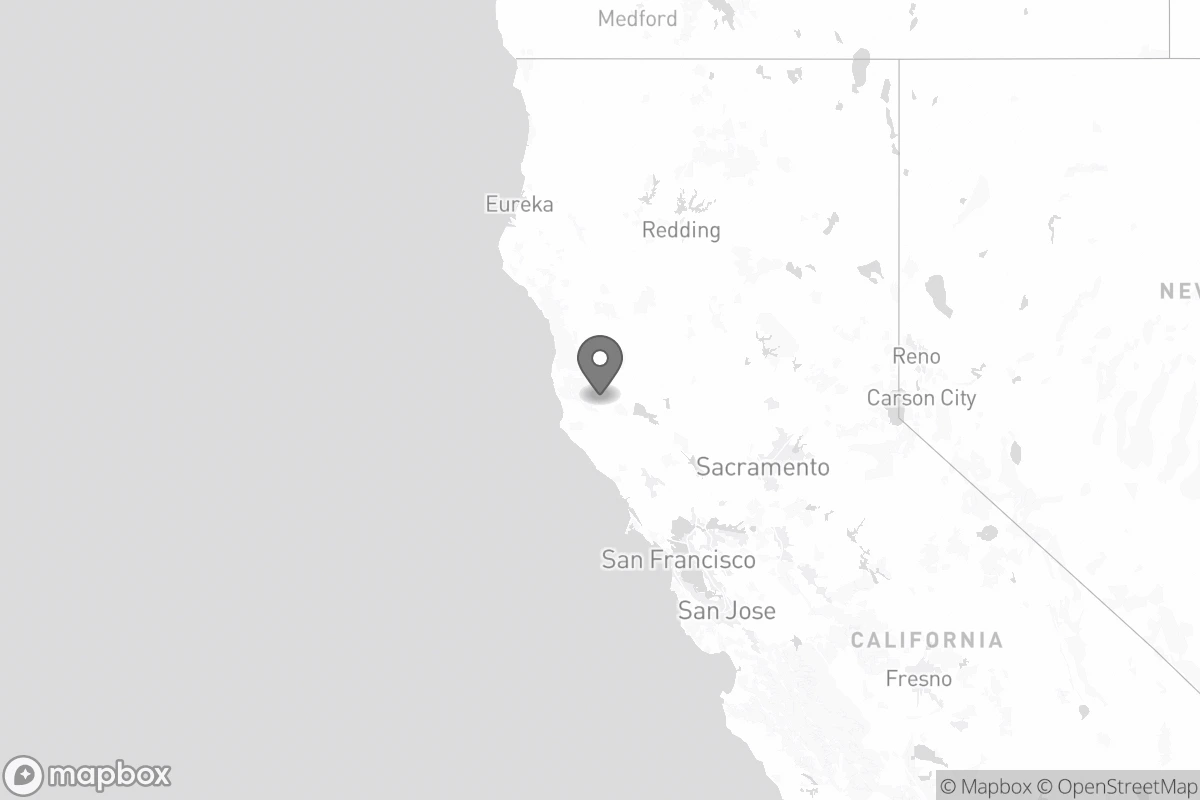 Medford
Eureka
Redding
NEV
Reno
Carson City
Sacramento
San Francisco
San Jose
CALIFORNIA
Fresno
mapbox
© Mapbox © OpenStreetMap